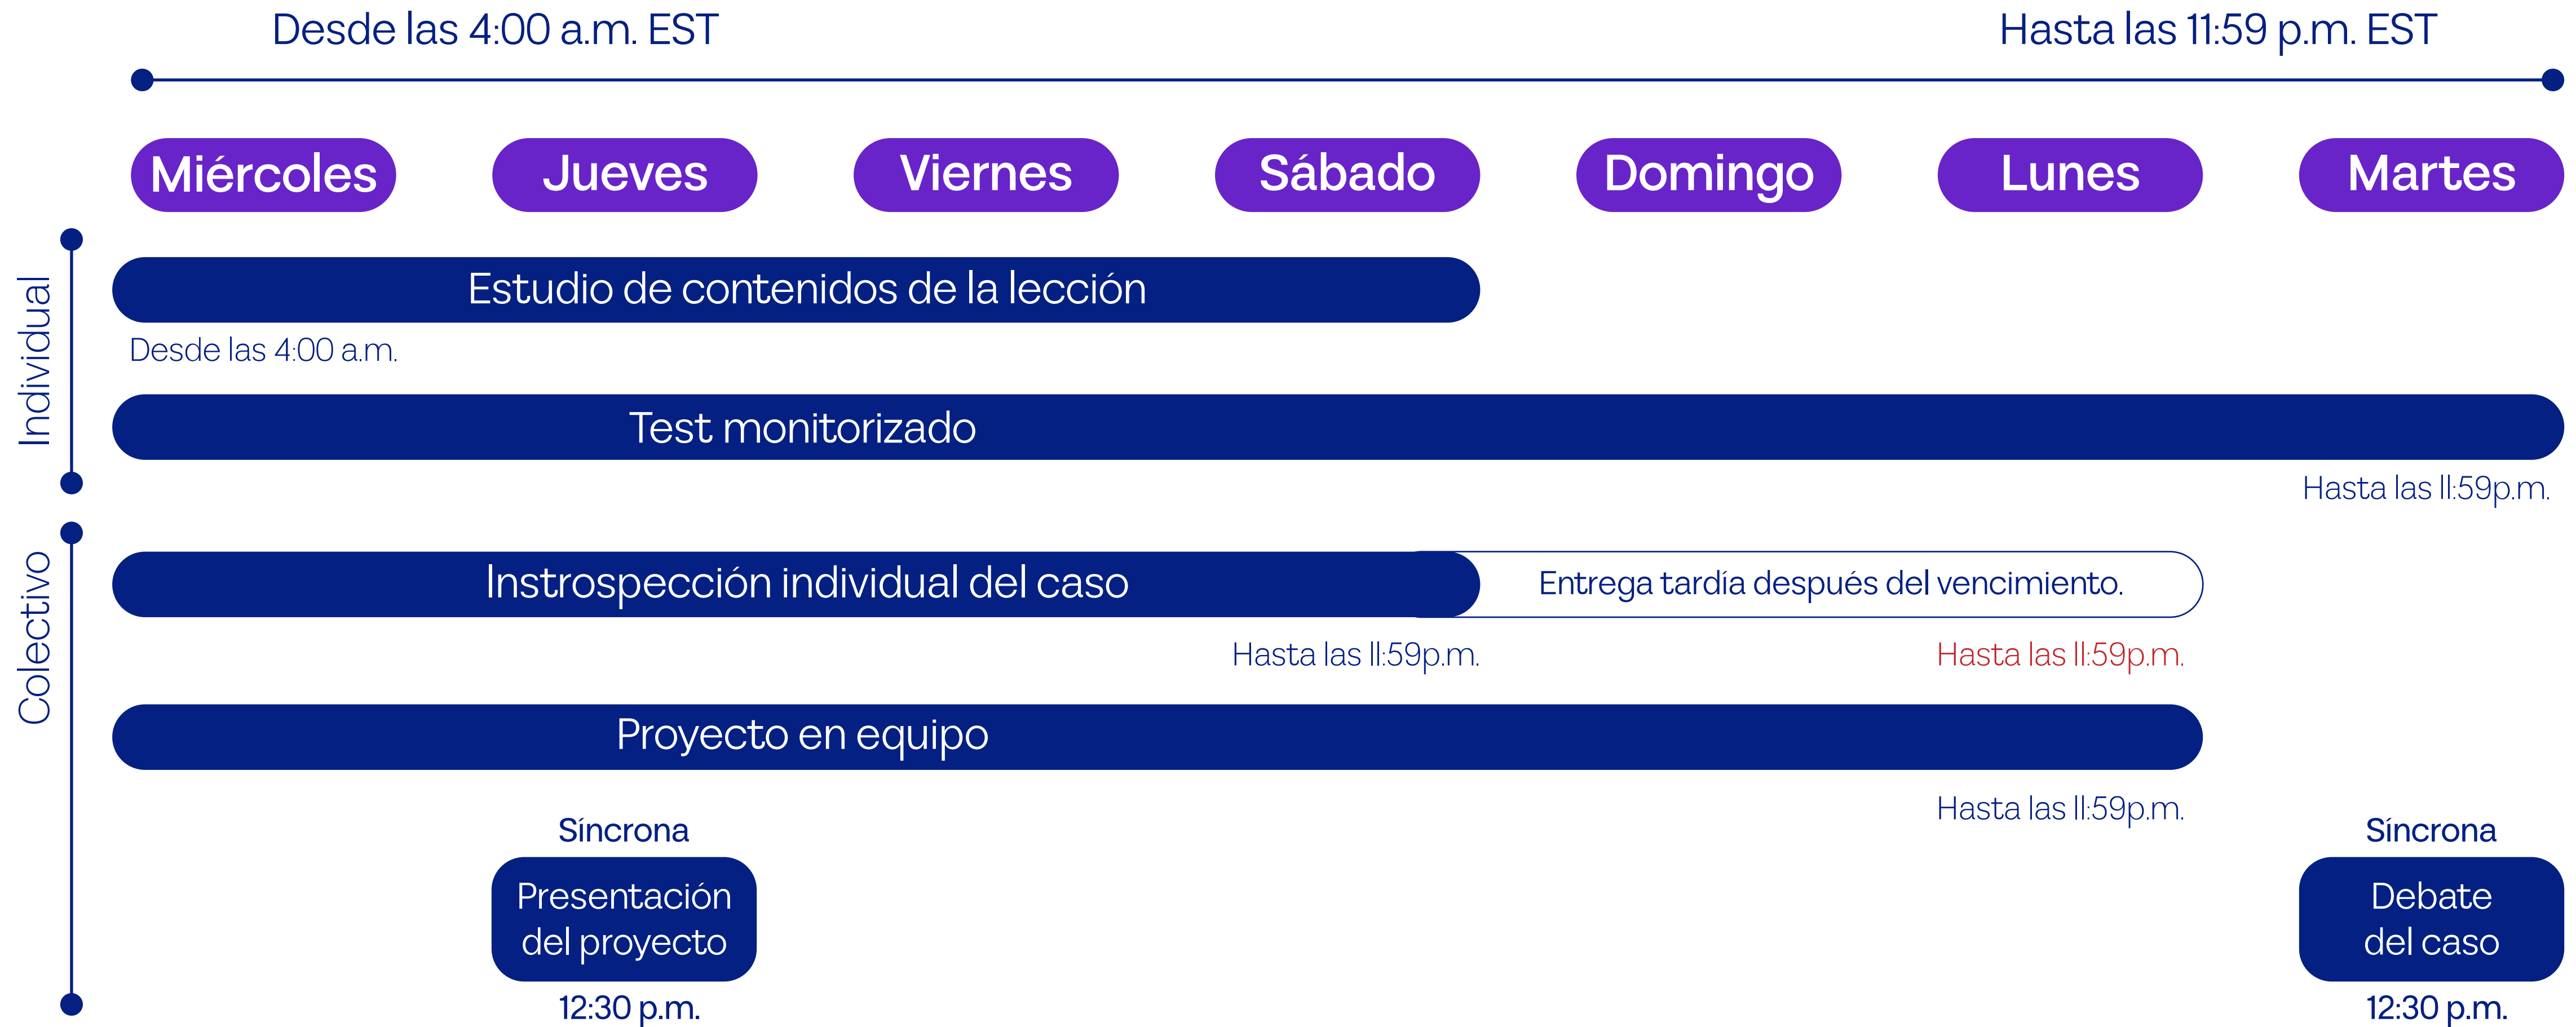 Desde las 4:00 a.m. EST
Hasta las 11:59 p.m. EST
Miércoles
Jueves
Viernes
Sábado
Domingo
Lunes
Martes
Individual
Estudio de contenidos de la lección
Desde las 4:00 a.m.
Test monitorizado
Hasta las 11:59p.m.
Colectivo
Instrospección individual del caso
Entrega tardía después del vencimiento.
Hasta las 11:59p.m.
Hasta las 11:59p.m.
Proyecto en equipo
Hasta las 11:59p.m.
Síncrona
Presentación
del proyecto
12:30 p.m.
Síncrona
Debate
del caso
12:30 p.m.